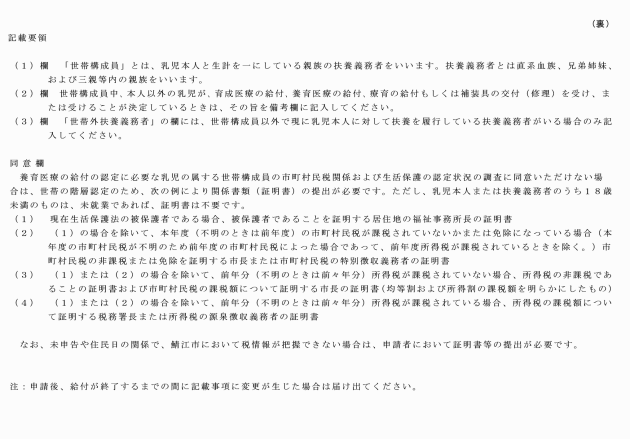 （裏）
記載要領
（１）欄　「世帯構成員」とは、乳児本人と生計を一にしている親族の扶養義務者をいいます。扶養義務者とは直系血族、兄弟姉妹、
および三親等内の親族をいいます。
（２）欄　世帯構成員中、本人以外の乳児が、育成医療の給付、養育医療の給付、療育の給付もしくは補装具の交付（修理）を受け、ま
たは受けることが決定しているときは、その旨を備考欄に記入してください。
（３）欄　「世帯外扶養義務者」の欄には、世帯構成員以外で現に乳児本人に対して扶養を履行している扶養義務者がいる場合のみ記
入してください。
同 意 欄
養育医療の給付の認定に必要な乳児の属する世帯構成員の市町村民税関係および生活保護の認定状況の調査に同意いただけない場
合は、世帯の階層認定のため、次の例により関係書類（証明書）の提出が必要です。ただし、乳児本人または扶養義務者のうち１８歳
未満のものは、未就業であれば、証明書は不要です。
（１）　現在生活保護法の被保護者である場合、被保護者であることを証明する居住地の福祉事務所長の証明書
（２）　（１）の場合を除いて、本年度（不明のときは前年度）の市町村民税が課税されていないかまたは免除になっている場合（本
年度の市町村民税が不明のため前年度の市町村民税によった場合であって、前年度所得税が課税されているときを除く。）市
町村民税の非課税または免除を証明する市長または市町村民税の特別徴収義務者の証明書
（３）　（１）または（２）の場合を除いて、前年分（不明のときは前々年分）所得税が課税されていない場合、所得税の非課税であ
ることの証明書および市町村民税の課税額について証明する市長の証明書（均等割および所得割の課税額を明らかにしたもの）
（４）　（１）または（２）の場合を除いて、前年分（不明のときは前々年分）所得税が課税されている場合、所得税の課税額につい
て証明する税務署長または所得税の源泉徴収義務者の証明書
なお、未申告や住民日の関係で、鯖江市において税情報が把握できない場合は、申請者において証明書等の提出が必要です。
注：申請後、給付が終了するまでの間に記載事項に変更が生じた場合は届け出てください。